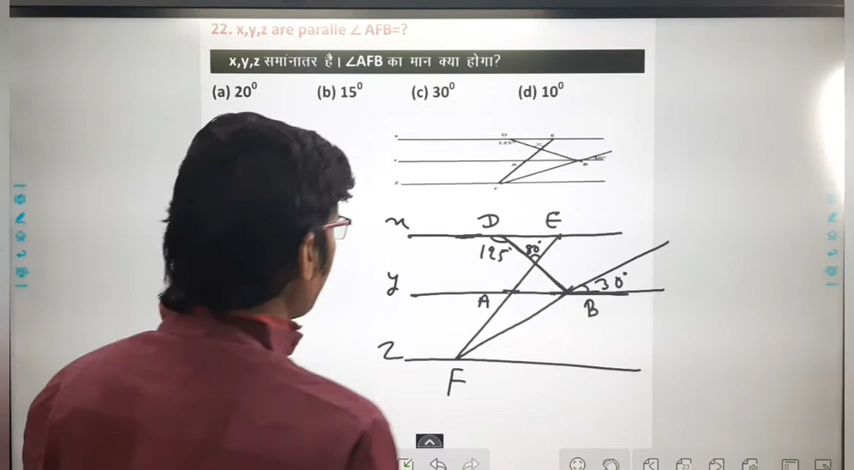 22. x,y,z are paralle ∠ AFB=?
x,y,z समांनातर है। ∠AFB का मान क्या होगा?
(a) 20⁰ (b) 15⁰ (c) 30⁰ (d) 10⁰
x D E
125° 80°
y A B 30°
Z
F